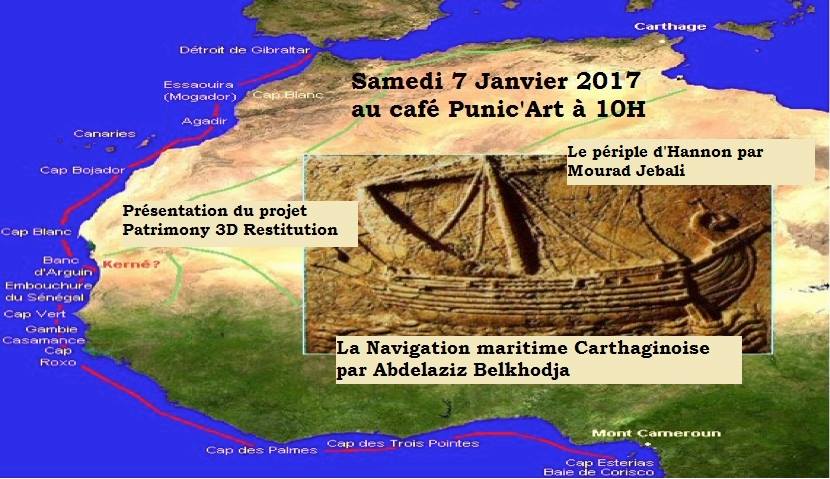 Carthage
Détroit de Gibraltar
Samedi 7 Janvier 2017
au café Punic'Art à 10H
Essaouira
(Mogador)
Cap Blanc
Agadir
Canaries
Le périple d'Hannon par
Mourad Jebali
Cap Bojador
Présentation du projet
Patrimony 3D Restitution
Cap Blanc
Banc
d'Arguin
Kerné?
Embouchure
du Sénégal
Cap Vert
Gambie
Casamance
Cap
Roxo
La Navigation maritime Carthaginoise
par Abdelaziz Belkhodja
Mont Cameroun
Cap des Palmes
Cap des Trois Pointes
Cap Esterias
Baie de Corisco